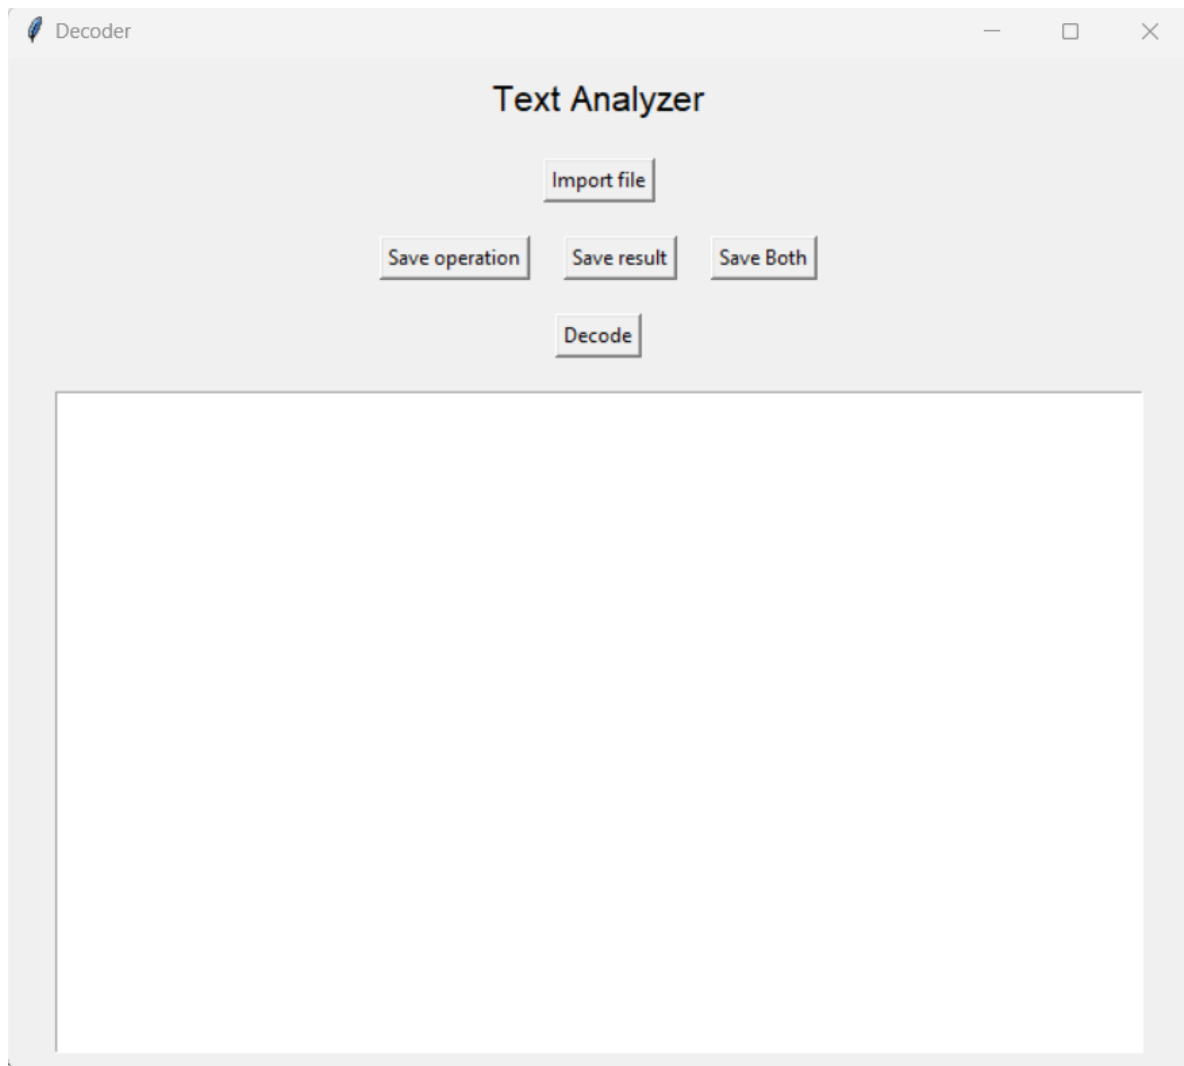 Decoder
Text Analyzer
Import file
Save operation Save result Save Both
Decode